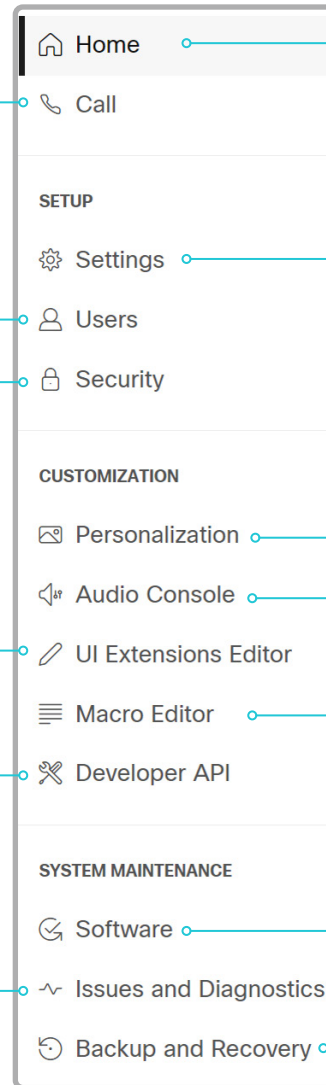 Home
Call
SETUP
Settings
Users
Security
CUSTOMIZATION
Personalization
Audio Console
UI Extensions Editor
Macro Editor
Developer API
SYSTEM MAINTENANCE
Software
Issues and Diagnostics
Backup and Recovery